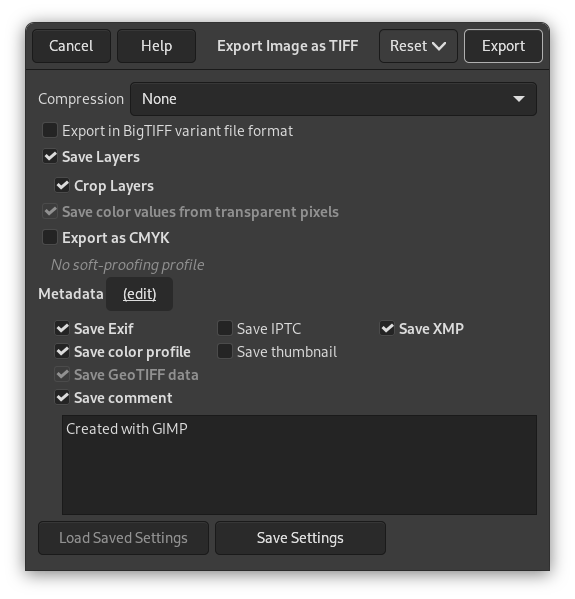 Cancel Help Export Image as TIFF Reset Export
Compression None
Export in BigTIFF variant file format
Save Layers
Crop Layers
Save color values from transparent pixels
Export as CMYK
No soft-proofing profile
Metadata (edit)
Save Exif Save IPTC Save XMP
Save color profile Save thumbnail
Save GeoTIFF data
Save comment
Created with GIMP
Load Saved Settings Save Settings